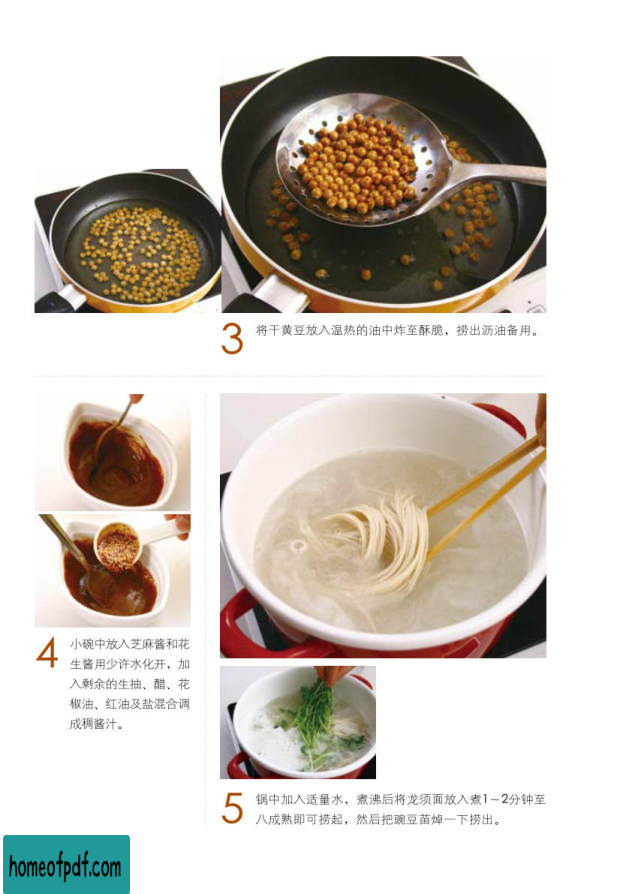 3 将干黄豆放入温热的油中炸至酥脆，捞出沥油备用。
4 小碗中放入芝麻酱和花
生酱用少许水化开，加
入剩余的生抽、醋、花
椒油、红油及盐混合调
成稠酱汁。
5 锅中加入适量水，煮沸后将龙须面放入煮1～2分钟至
八成熟即可捞起，然后把豌豆苗焯一下捞出。
homeofpdf.com